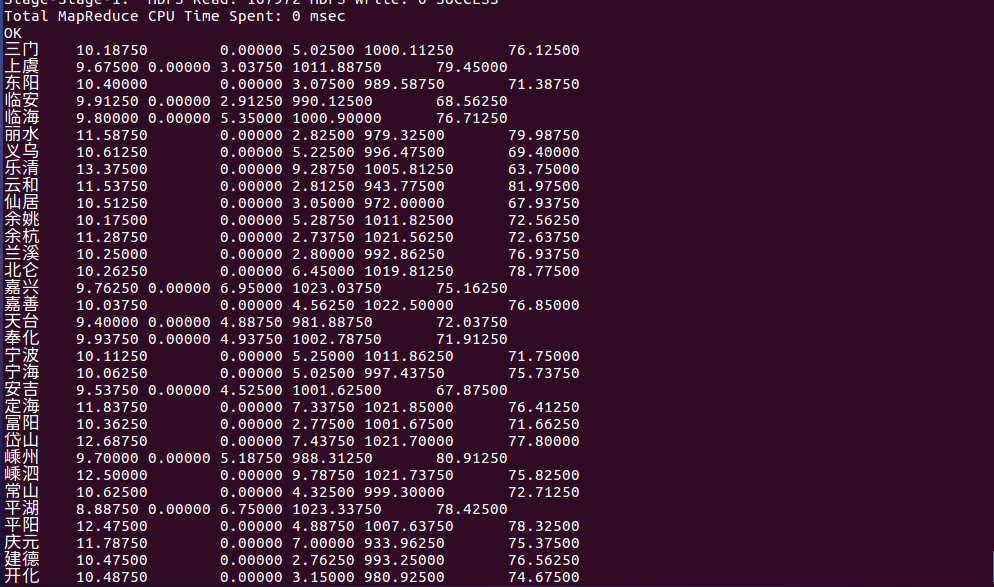 Stage-Stage-1:  HDFS Read: 107972 HDFS Write: 0 SUCCESS
Total MapReduce CPU Time Spent: 0 msec
OK
三门	10.18750	0.00000	5.02500	1000.11250	76.12500
上虞	9.67500	0.00000	3.03750	1011.88750	79.45000
东阳	10.40000	0.00000	3.07500	989.58750	71.38750
临安	9.91250	0.00000	2.91250	990.12500	68.56250
临海	9.80000	0.00000	5.35000	1000.90000	76.71250
丽水	11.58750	0.00000	2.82500	979.32500	79.98750
义乌	10.61250	0.00000	5.22500	996.47500	69.40000
乐清	13.37500	0.00000	9.28750	1005.81250	63.75000
云和	11.53750	0.00000	2.81250	943.77500	81.97500
仙居	10.51250	0.00000	3.05000	972.00000	67.93750
余姚	10.17500	0.00000	5.28750	1011.82500	72.56250
余杭	11.28750	0.00000	2.73750	1021.56250	72.63750
兰溪	10.25000	0.00000	2.80000	992.86250	76.93750
北仑	10.26250	0.00000	6.45000	1019.81250	78.77500
嘉兴	9.76250	0.00000	6.95000	1023.03750	75.16250
嘉善	10.03750	0.00000	4.56250	1022.50000	76.85000
天台	9.40000	0.00000	4.88750	981.88750	72.03750
奉化	9.93750	0.00000	4.93750	1002.78750	71.91250
宁波	10.11250	0.00000	5.25000	1011.86250	71.75000
宁海	10.06250	0.00000	5.02500	997.43750	75.73750
安吉	9.53750	0.00000	4.52500	1001.62500	67.87500
定海	11.83750	0.00000	7.33750	1021.85000	76.41250
富阳	10.36250	0.00000	2.77500	1001.67500	71.66250
岱山	12.68750	0.00000	7.43750	1021.70000	77.80000
嵊州	9.70000	0.00000	5.18750	988.31250	80.91250
嵊泗	12.50000	0.00000	9.78750	1021.73750	75.82500
常山	10.62500	0.00000	4.32500	999.30000	72.71250
平湖	8.88750	0.00000	6.75000	1023.33750	78.42500
平阳	12.47500	0.00000	4.88750	1007.63750	78.32500
庆元	11.78750	0.00000	7.00000	933.96250	75.37500
建德	10.47500	0.00000	2.76250	993.25000	76.56250
开化	10.48750	0.00000	3.15000	980.92500	74.67500